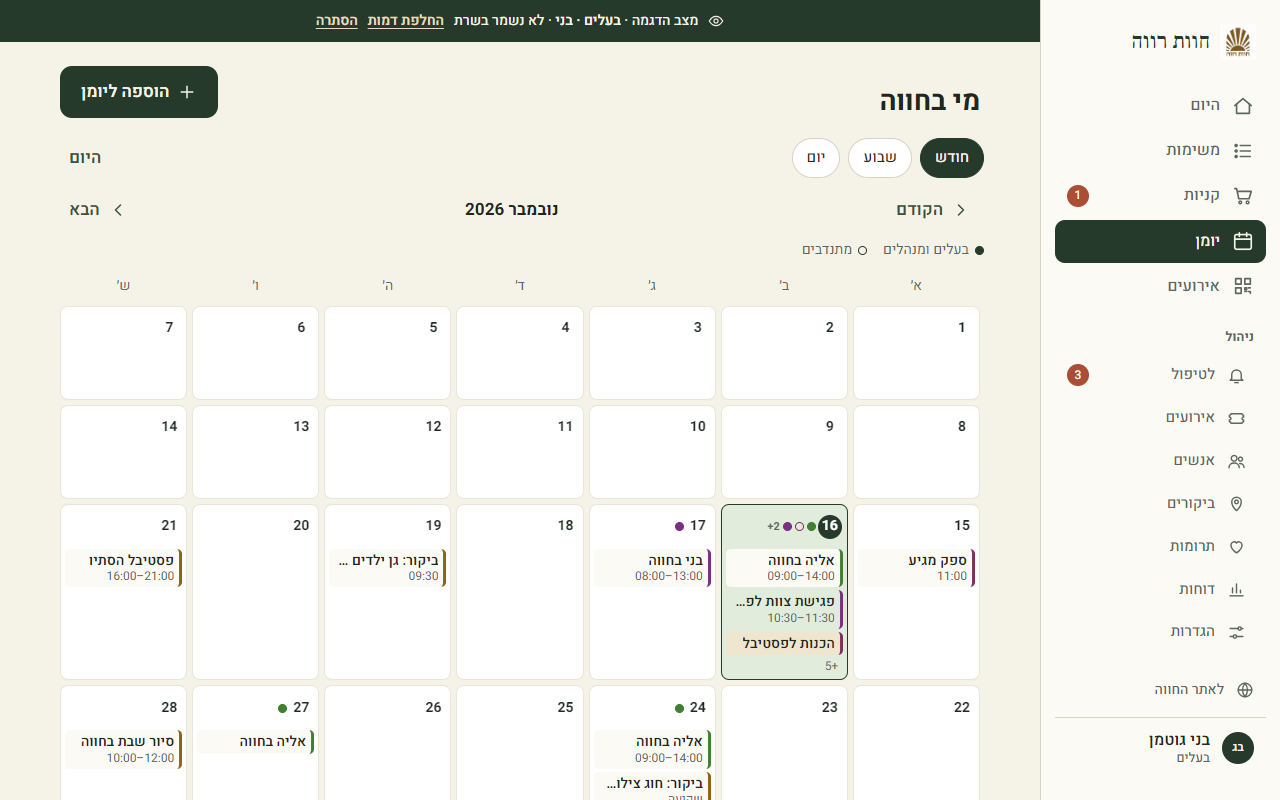 מצב הדגמה · בעלים · בני · לא נשמר בשרת החלפת דמות הסתרה
חוות רווה
היום
משימות
קניות 1
יומן
אירועים
ניהול
לטיפול 3
אירועים
אנשים
ביקורים
תרומות
דוחות
הגדרות
לאתר החווה
בג בני גוטמן
בעלים
מי בחווה
הוספה ליומן
חודש שבוע יום היום
הקודם נובמבר 2026 הבא
בעלים ומנהלים מתנדבים
א׳ ב׳ ג׳ ד׳ ה׳ ו׳ ש׳
1 2 3 4 5 6 7
8 9 10 11 12 13 14
15
ספק מגיע
11:00
16 +2
אליה בחווה
09:00–14:00
פגישת צוות לפ...
10:30–11:30
הכנות לפסטיבל
+5
17
בני בחווה
08:00–13:00
18
19
ביקור: גן ילדים ...
09:30
20
21
פסטיבל הסתיו
16:00–21:00
22
23
24
אליה בחווה
09:00–14:00
ביקור: חוג צילו...
25
26
27
אליה בחווה
28
סיור שבת בחווה
10:00–12:00